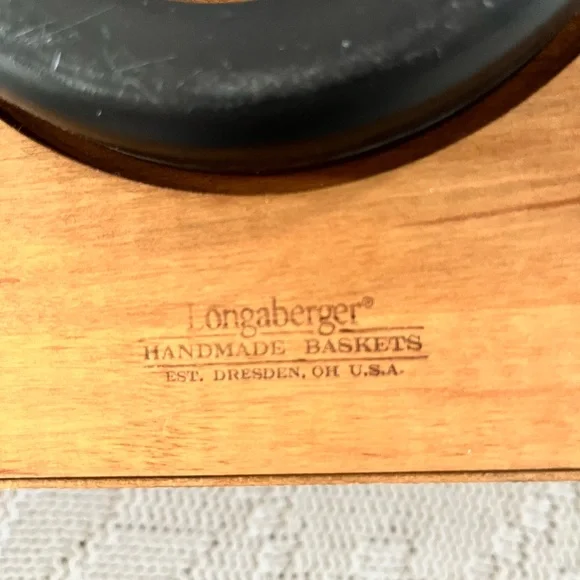 Longaberger®
HANDMADE BASKETS
EST. DRESDEN, OH U.S.A.